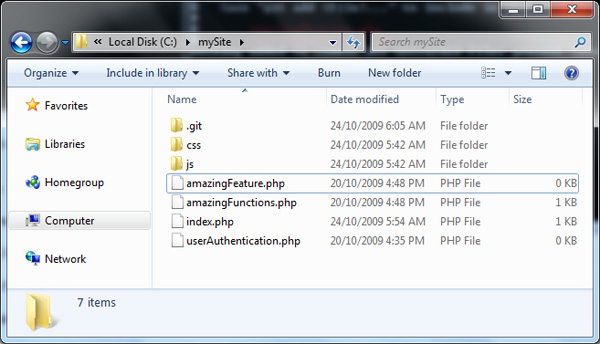 Local Disk (C:) mySite Search mySite
Organize Include in library Share with Burn New folder
Name Date modified Type Size
Favorites
Libraries
Homegroup
Computer
Network
.git 24/10/2009 6:05 AM File folder
css 24/10/2009 5:42 AM File folder
js 24/10/2009 5:42 AM File folder
amazingFeature.php 20/10/2009 4:48 PM PHP File 0 KB
amazingFunctions.php 20/10/2009 4:48 PM PHP File 1 KB
index.php 24/10/2009 5:54 AM PHP File 1 KB
userAuthentication.php 20/10/2009 4:35 PM PHP File 0 KB
7 items